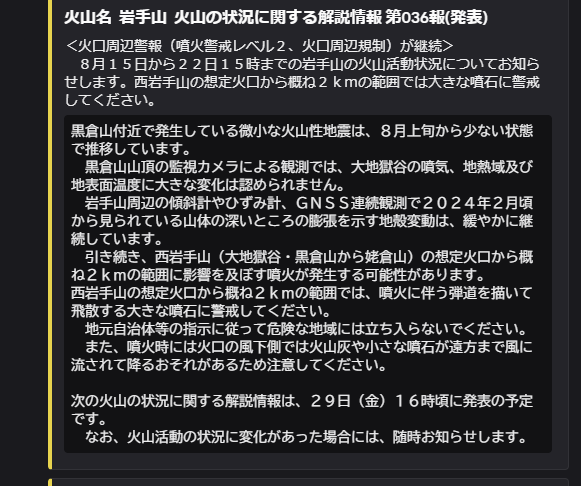 火山名 岩手山 火山の状況に関する解説情報 第036報(発表)
＜火口周辺警報（噴火警戒レベル２、火口周辺規制）が継続＞
　８月１５日から２２日１５時までの岩手山の火山活動状況についてお知ら
せします。西岩手山の想定火口から概ね２ｋｍの範囲では大きな噴石に警戒
してください。
黒倉山付近で発生している微小な火山性地震は、８月上旬から少ない状態
で推移しています。
　黒倉山山頂の監視カメラによる観測では、大地獄谷の噴気、地熱域及び
地表面温度に大きな変化は認められません。
　岩手山周辺の傾斜計やひずみ計、ＧＮＳＳ連続観測で２０２４年２月頃
から見られている山体の深いところの膨張を示す地殻変動は、緩やかに継
続しています。
　引き続き、西岩手山（大地獄谷・黒倉山から姥倉山）の想定火口から概
ね２ｋｍの範囲に影響を及ぼす噴火が発生する可能性があります。
西岩手山の想定火口から概ね２ｋｍの範囲では、噴火に伴う弾道を描いて
飛散する大きな噴石に警戒してください。
　地元自治体等の指示に従って危険な地域には立ち入らないでください。
　また、噴火時には火口の風下側では火山灰や小さな噴石が遠方まで風に
流されて降るおそれがあるため注意してください。
次の火山の状況に関する解説情報は、２９日（金）１６時頃に発表の予定
です。
　なお、火山活動の状況に変化があった場合には、随時お知らせします。